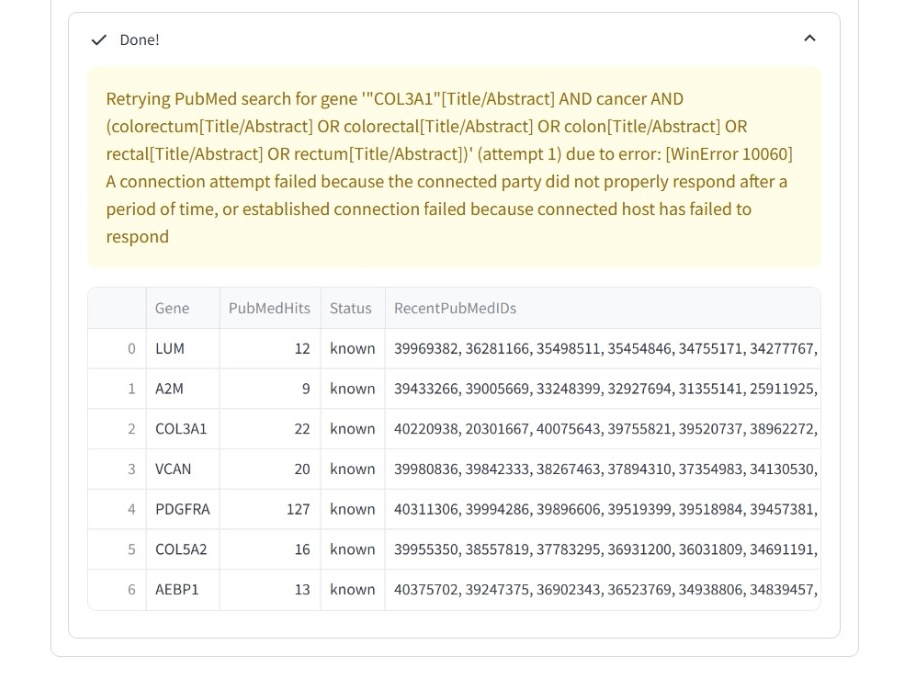 Done!
Retrying PubMed search for gene '"COL3A1"[Title/Abstract] AND cancer AND
(colorectum[Title/Abstract] OR colorectal[Title/Abstract] OR colon[Title/Abstract] OR
rectal[Title/Abstract] OR rectum[Title/Abstract])' (attempt 1) due to error: [WinError 10060]
A connection attempt failed because the connected party did not properly respond after a
period of time, or established connection failed because connected host has failed to
respond
Gene PubMedHits Status RecentPubMedIDs
0 LUM 12 known 39969382, 36281166, 35498511, 35454846, 34755171, 34277767,
1 A2M 9 known 39433266, 39005669, 33248399, 32927694, 31355141, 25911925,
2 COL3A1 22 known 40220938, 20301667, 40075643, 39755821, 39520737, 38962272,
3 VCAN 20 known 39980836, 39842333, 38267463, 37894310, 37354983, 34130530,
4 PDGFRA 127 known 40311306, 39994286, 39896606, 39519399, 39518984, 39457381,
5 COL5A2 16 known 39955350, 38557819, 37783295, 36931200, 36031809, 34691191,
6 AEBP1 13 known 40375702, 39247375, 36902343, 36523769, 34938806, 34839457,